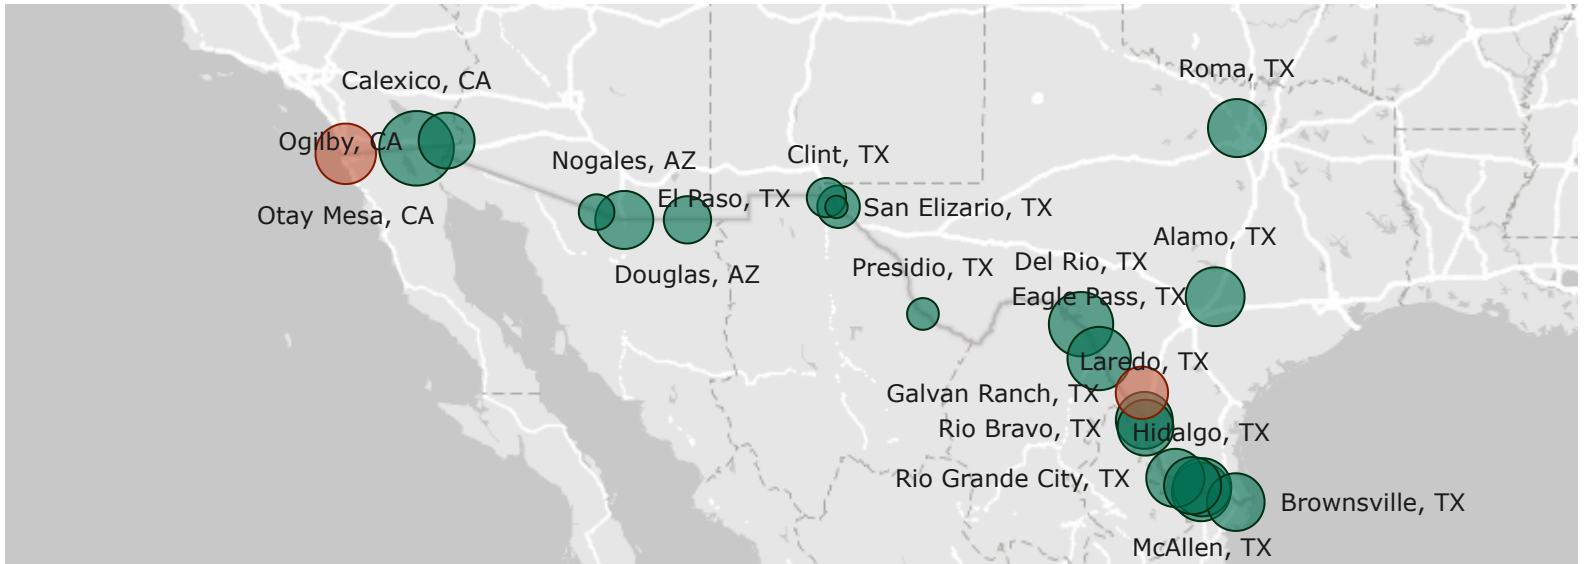 Roma, TX
Calexico, CA
Ogilby, CA
Clint, TX
Nogales, AZ
El Paso, TX
San Elizario, TX
Otay Mesa, CA
Alamo, TX
Douglas, AZ
Presidio, TX
Del Rio, TX
Eagle Pass, TX
Laredo, TX
Galvan Ranch, TX
Rio Bravo, TX
Hidalgo, TX
Rio Grande City, TX
Brownsville, TX
McAllen, TX